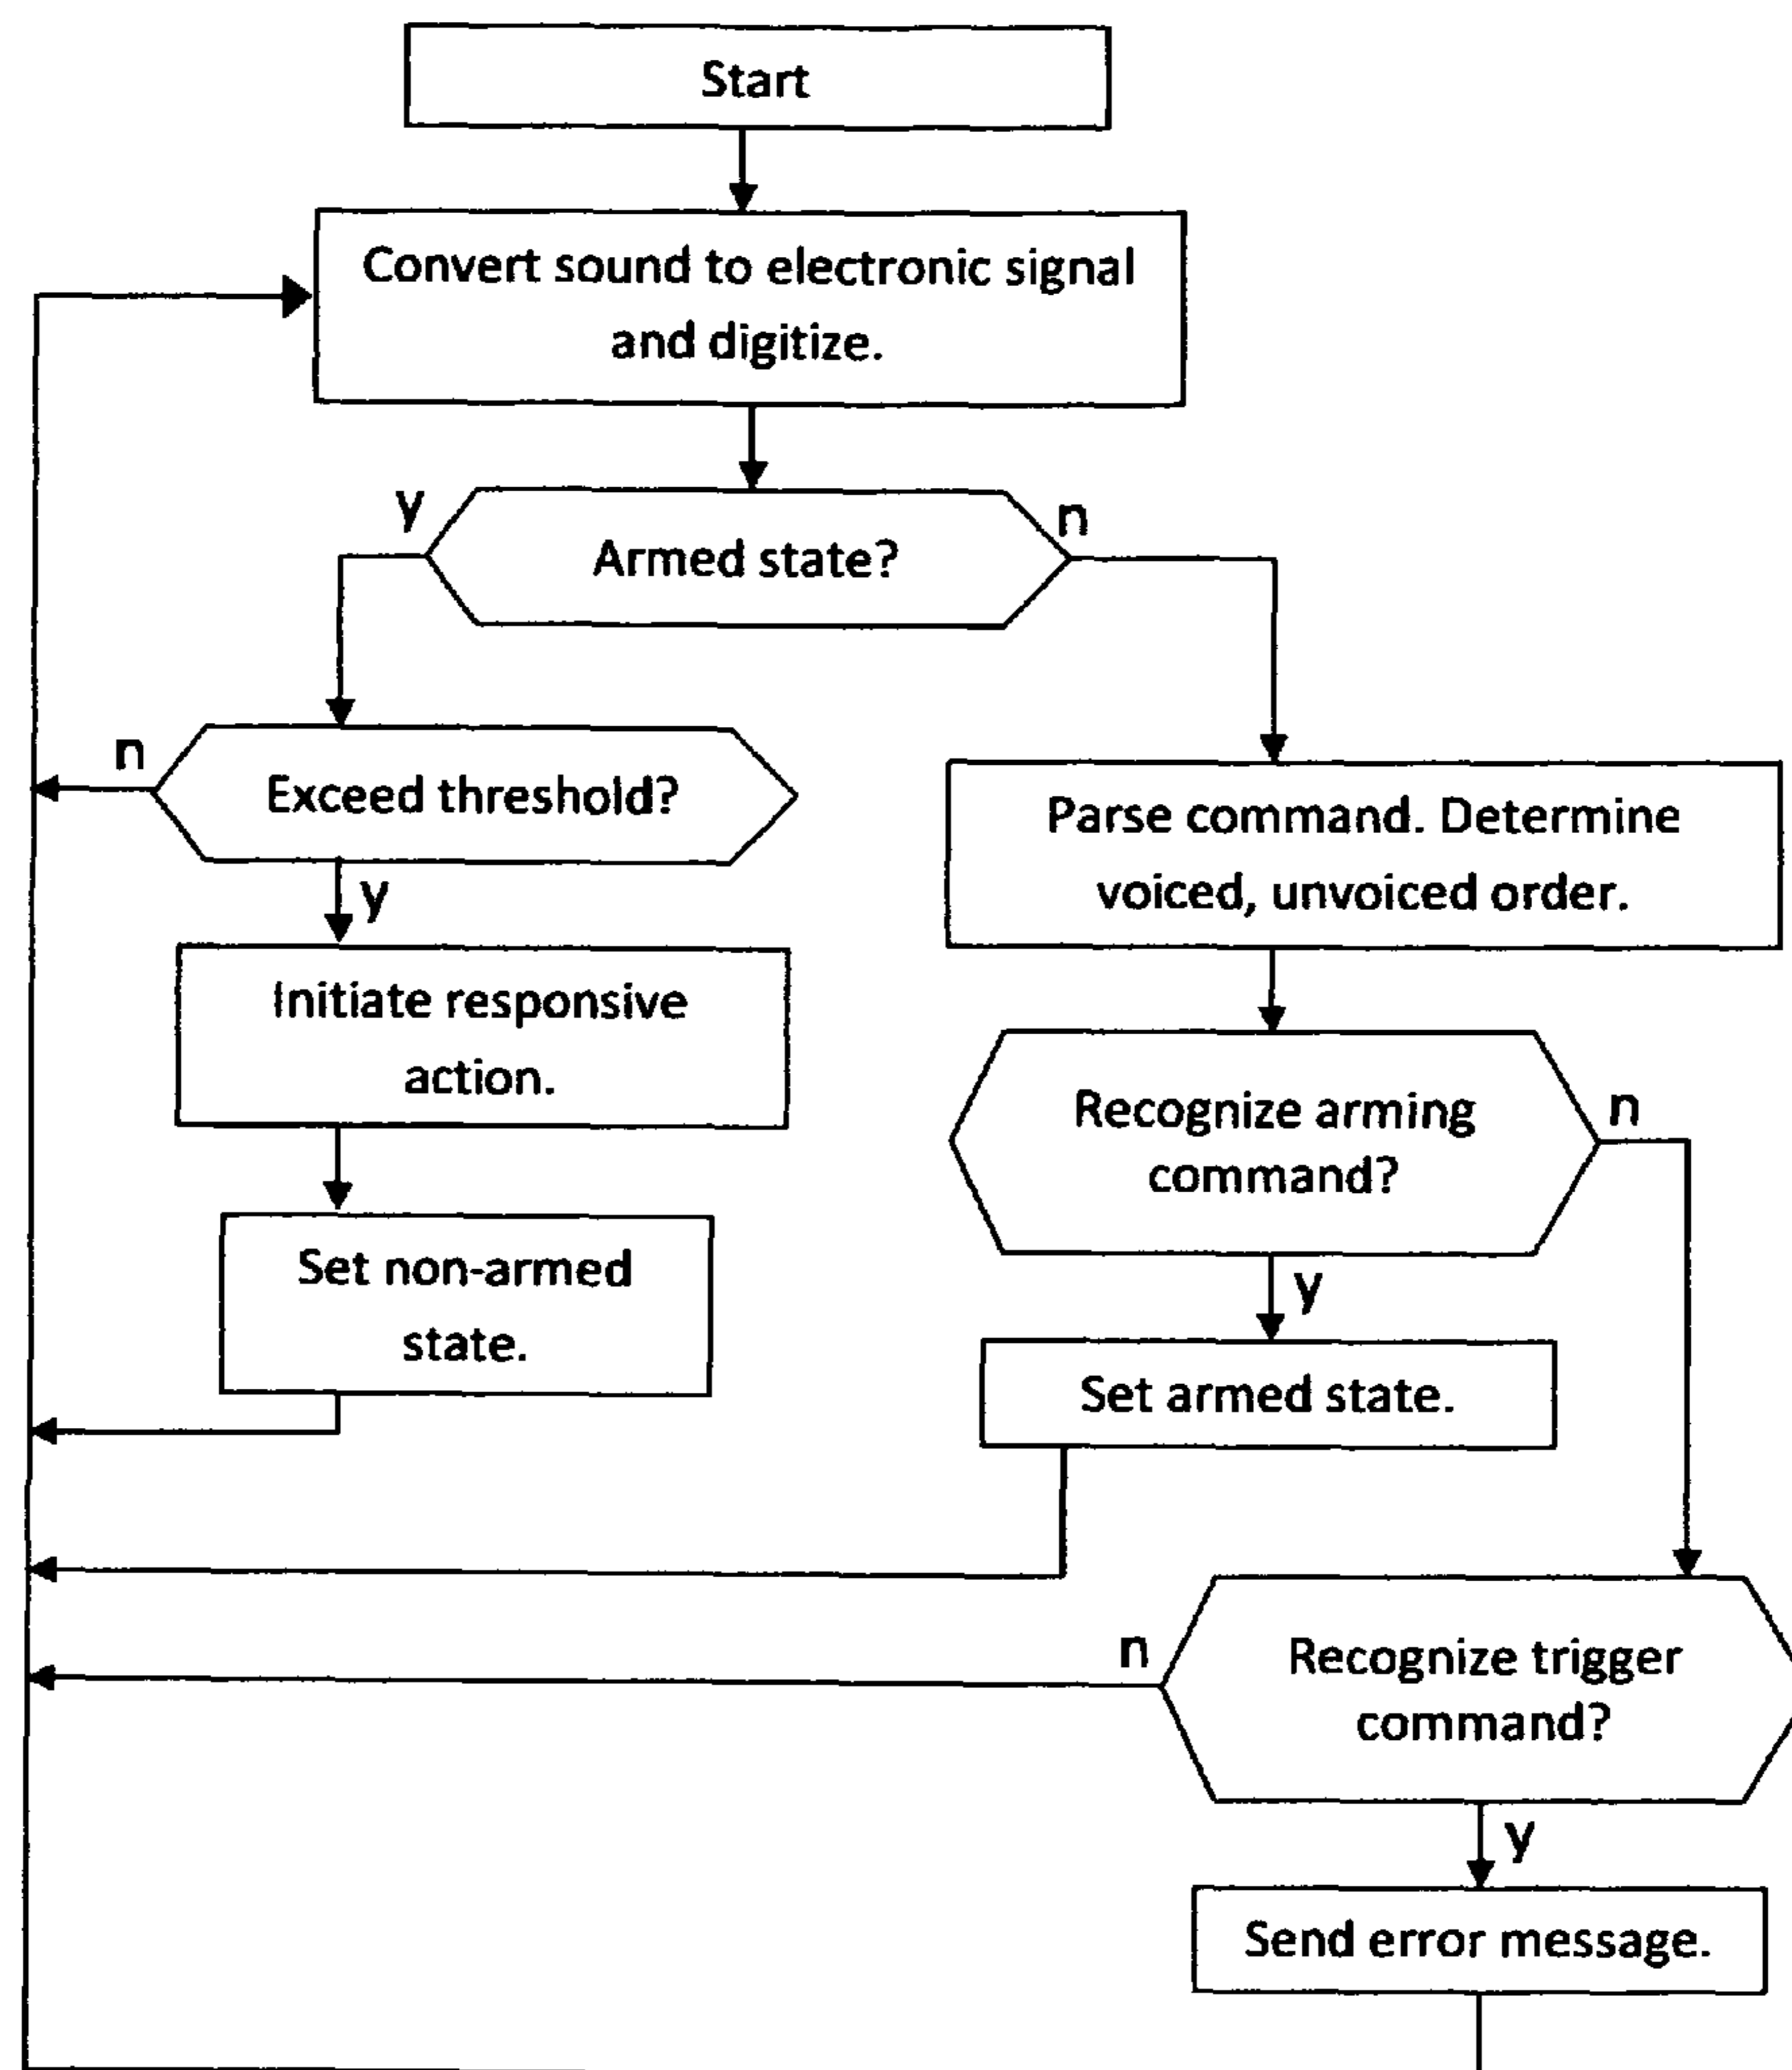 Start
Convert sound to electronic signal
and digitize.
y
n
Armed state?
n
Exceed threshold?
y
Parse command. Determine
voiced, unvoiced order.
Initiate responsive
action.
Recognize arming
command?
n
y
Set non-armed
state.
Set armed state.
n
Recognize trigger
command?
y
Send error message.